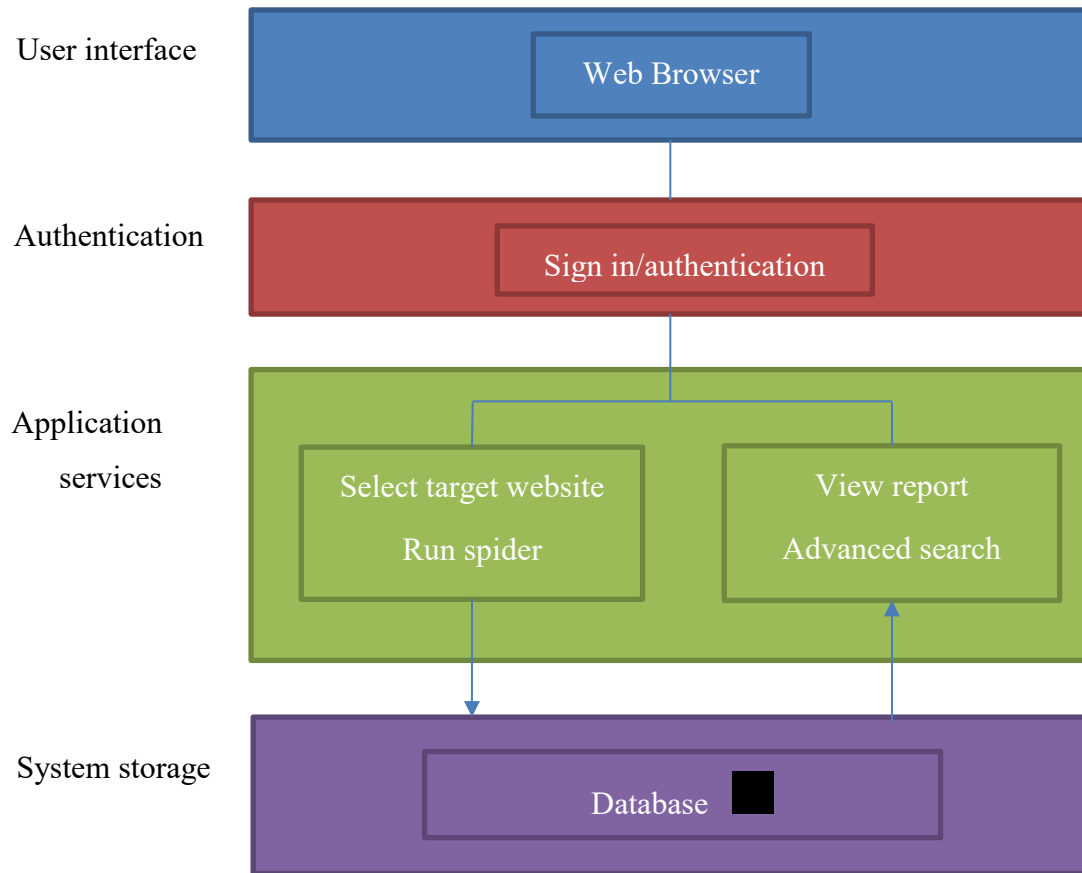 User interface
Web Browser
Authentication
Sign in/authentication
Application
services
Select target website
Run spider
View report
Advanced search
System storage
Database